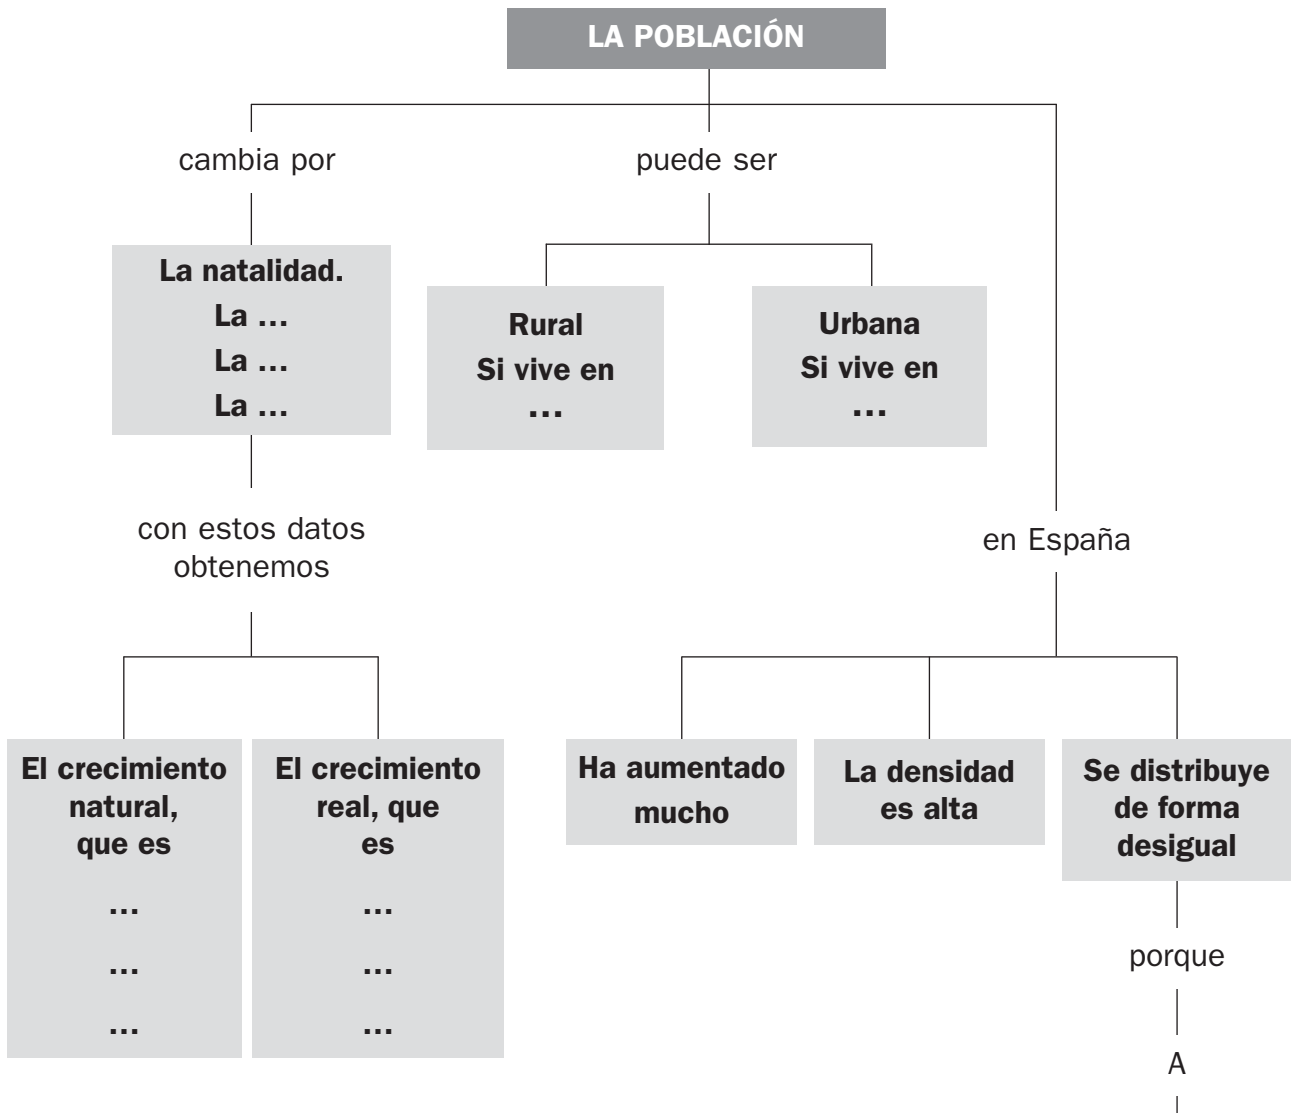 LA POBLACIÓN
cambia por
puede ser
La natalidad.
La ...
La ...
La ...
Rural
Si vive en
...
Urbana
Si vive en
...
con estos datos
obtenemos
en España
El crecimiento
natural,
que es
...
...
...
El crecimiento
real, que
es
...
...
...
Ha aumentado
mucho
La densidad
es alta
Se distribuye
de forma
desigual
porque
A